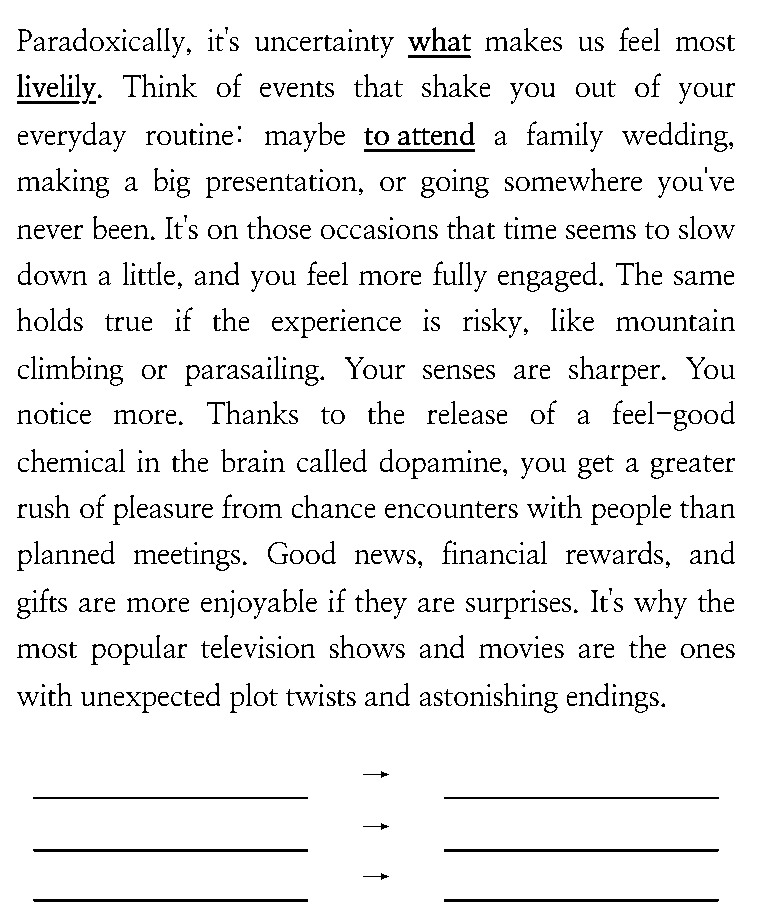 Paradoxically, it's uncertainty what makes us feel most
livelily. Think of events that shake you out of your
everyday routine: maybe to attend a family wedding,
making a big presentation, or going somewhere you've
never been. It's on those occasions that time seems to slow
down a little, and you feel more fully engaged. The same
holds true if the experience is risky, like mountain
climbing or parasailing. Your senses are sharper. You
notice more. Thanks to the release of a feel-good
chemical in the brain called dopamine, you get a greater
rush of pleasure from chance encounters with people than
planned meetings. Good news, financial rewards, and
gifts are more enjoyable if they are surprises. It's why the
most popular television shows and movies are the ones
with unexpected plot twists and astonishing endings.
→
→
→